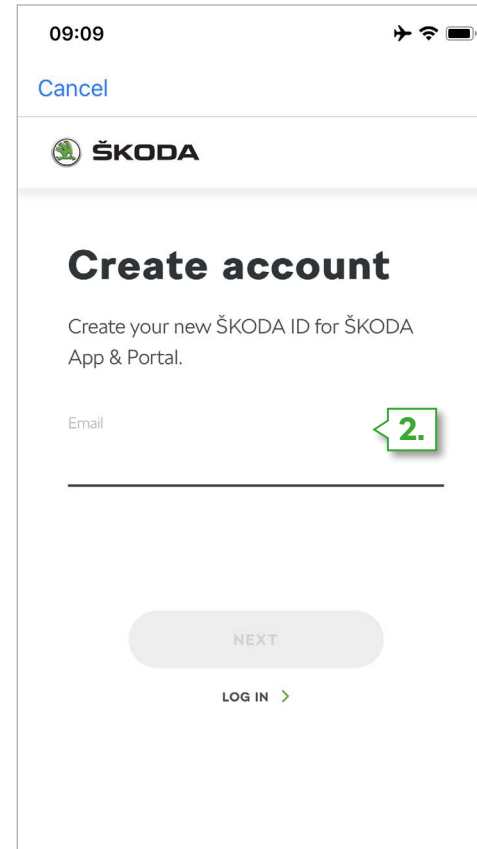 09:09
Cancel
ŠKODA
Create account
Create your new ŠKODA ID for ŠKODA
App & Portal.
Email
2.
NEXT
LOG IN